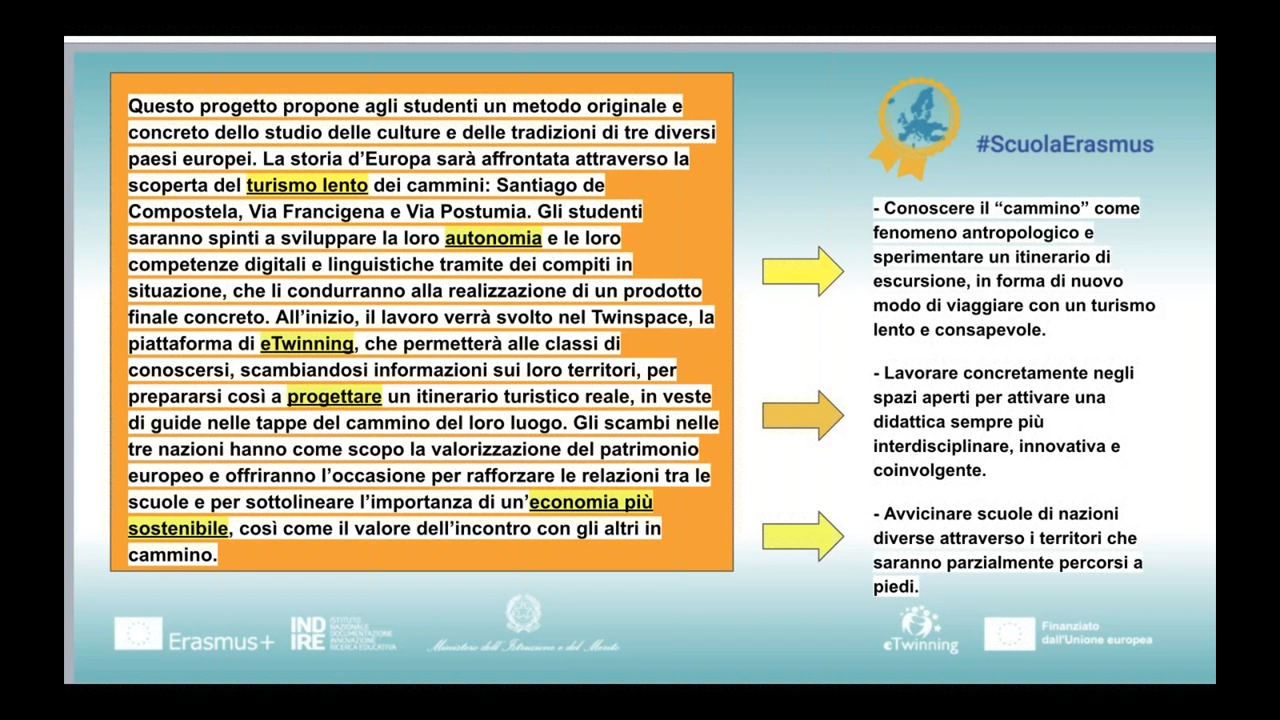 Questo progetto propone agli studenti un metodo originale e
concreto dello studio delle culture e delle tradizioni di tre diversi
paesi europei. La storia d'Europa sarà affrontata attraverso la
scoperta del turismo lento dei cammini: Santiago de
Compostela, Via Francigena e Via Postumia. Gli studenti
saranno spinti a sviluppare la loro autonomia e le loro
competenze digitali e linguistiche tramite dei compiti in
situazione, che li condurranno alla realizzazione di un prodotto
finale concreto. All'inizio, il lavoro verrà svolto nel Twinspace, la
piattaforma di eTwinning, che permetterà alle classi di
conoscersi, scambiandosi informazioni sui loro territori, per
prepararsi così a progettare un itinerario turistico reale, in veste
di guide nelle tappe del cammino del loro luogo. Gli scambi nelle
tre nazioni hanno come scopo la valorizzazione del patrimonio
europeo e offriranno l'occasione per rafforzare le relazioni tra le
scuole e per sottolineare l'importanza di un'economia più
sostenibile, così come il valore dell'incontro con gli altri in
cammino.
#ScuolaErasmus
- Conoscere il “cammino” come
fenomeno antropologico e
sperimentare un itinerario di
escursione, in forma di nuovo
modo di viaggiare con un turismo
lento e consapevole.
- Lavorare concretamente negli
spazi aperti per attivare una
didattica sempre più
interdisciplinare, innovativa e
coinvolgente.
- Avvicinare scuole di nazioni
diverse attraverso i territori che
saranno parzialmente percorsi a
piedi.
Erasmus+
INDIRE
ISTITUTO
NAZIONALE
DOCUMENTAZIONE
INNOVAZIONE
RICERCA EDUCATIVA
Ministero dell'Istruzione e del Merito
eTwinning
Finanziato
dall'Unione europea